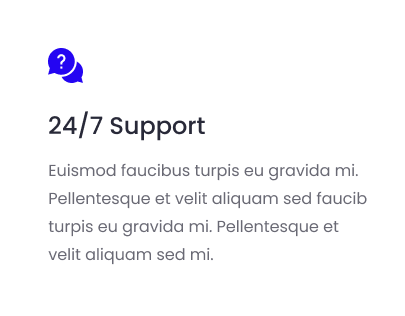 ?
24/7 Support
Euismod faucibus turpis eu gravida mi.
Pellentesque et velit aliquam sed faucib
turpis eu gravida mi. Pellentesque et
velit aliquam sed mi.